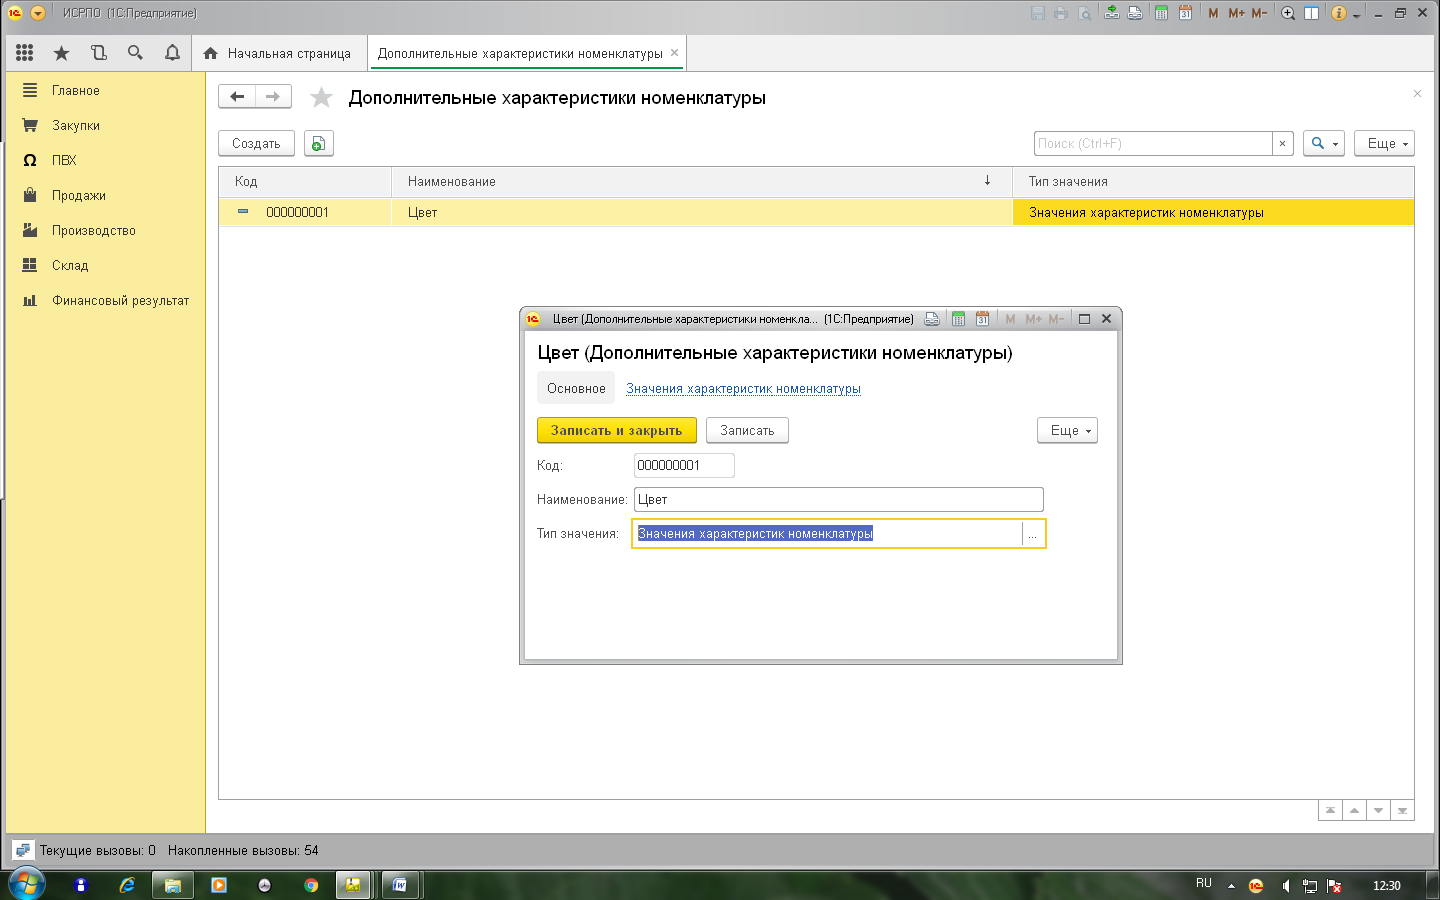 ИСРПО (1С:Предприятие)
M M+ M-
Начальная страница
Дополнительные характеристики номенклатуры
Главное
Закупки
ПВХ
Продажи
Производство
Склад
Финансовый результат
Дополнительные характеристики номенклатуры
Создать
Поиск (Ctrl+F)
Еще
Код Наименование Тип значения
000000001 Цвет Значения характеристик номенклатуры
Цвет (Дополнительные характеристики номенкла... (1С:Предприятие)
M M+ M-
Цвет (Дополнительные характеристики номенклатуры)
Основное Значения характеристик номенклатуры
Записать и закрыть Записать Еще
Код: 000000001
Наименование: Цвет
Тип значения: Значения характеристик номенклатуры ...
Текущие вызовы: 0 Накопленные вызовы: 54
RU 12:30